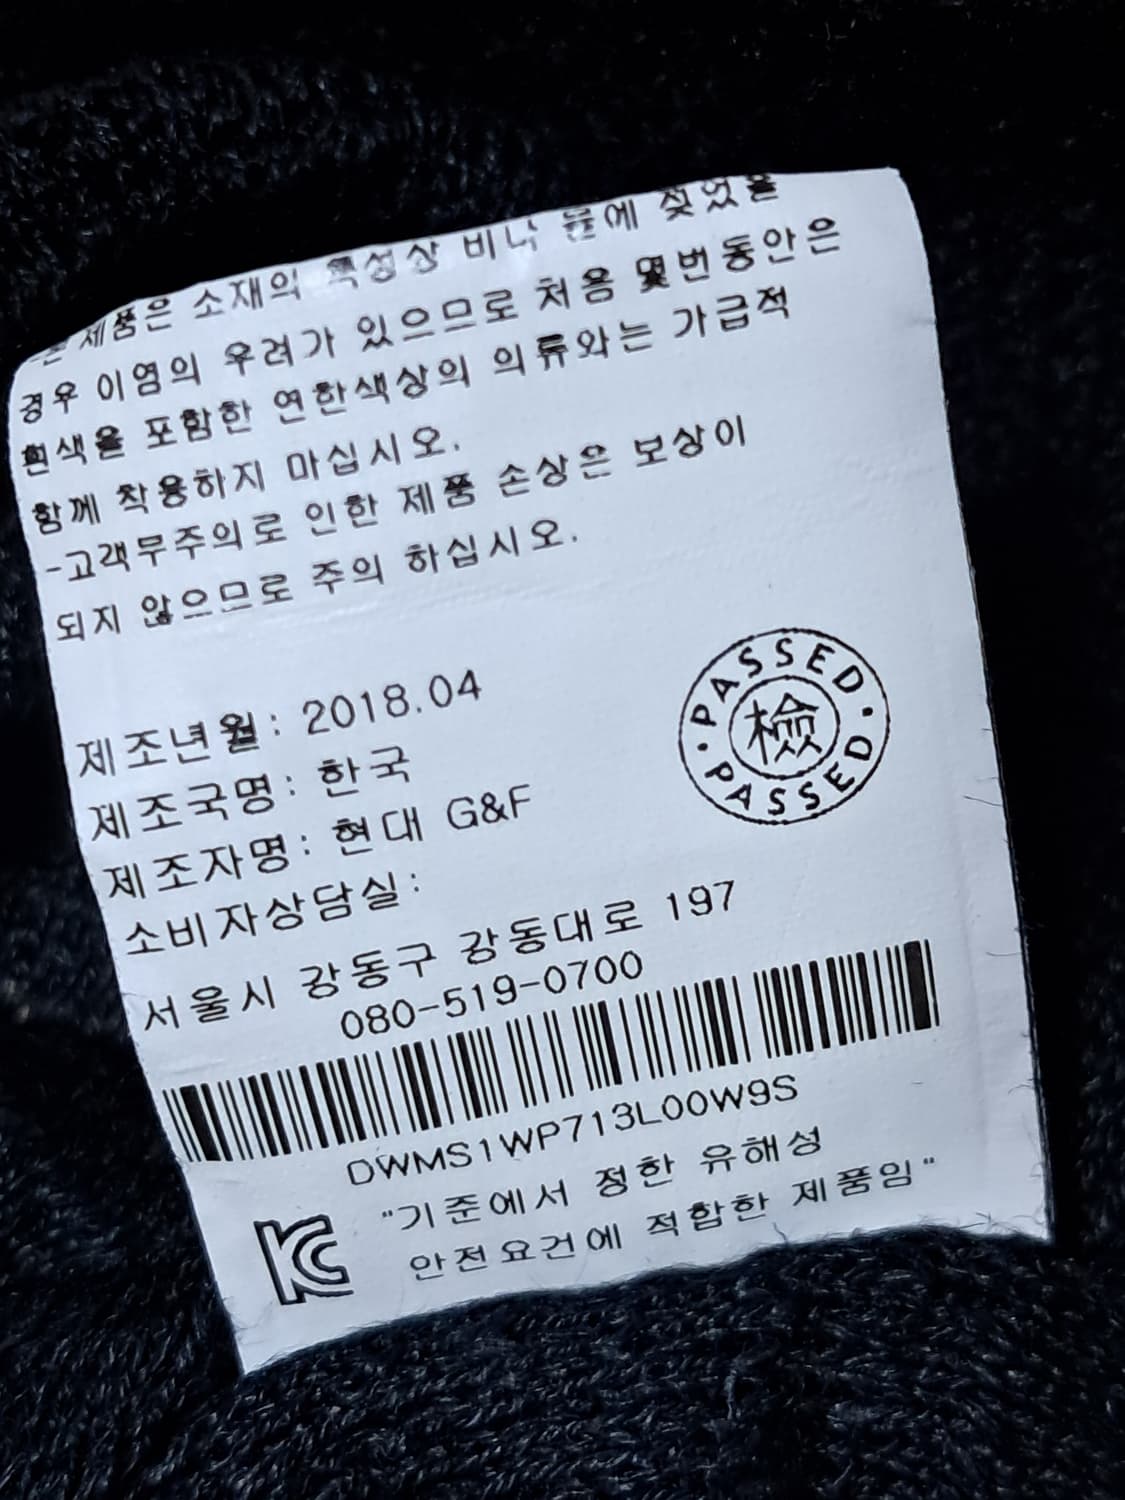 본 제품은 소재의 특성상 비나 물에 젖었을
경우 이염의 우려가 있으므로 처음 몇번동안은
흰색을 포함한 연한색상의 의류와는 가급적
함께 착용하지 마십시오.
-고객무주의로 인한 제품 손상은 보상이
되지 않으므로 주의 하십시오.
제조년월: 2018.04
제조국명: 한국
제조자명: 현대 G&F
소비자상담실:
서울시 강동구 강동대로 197
080-519-0700
PASSED
檢
PASSED
DWMS1WP713L00W9S
"기준에서 정한 유해성
안전요건에 적합한 제품임"
KC